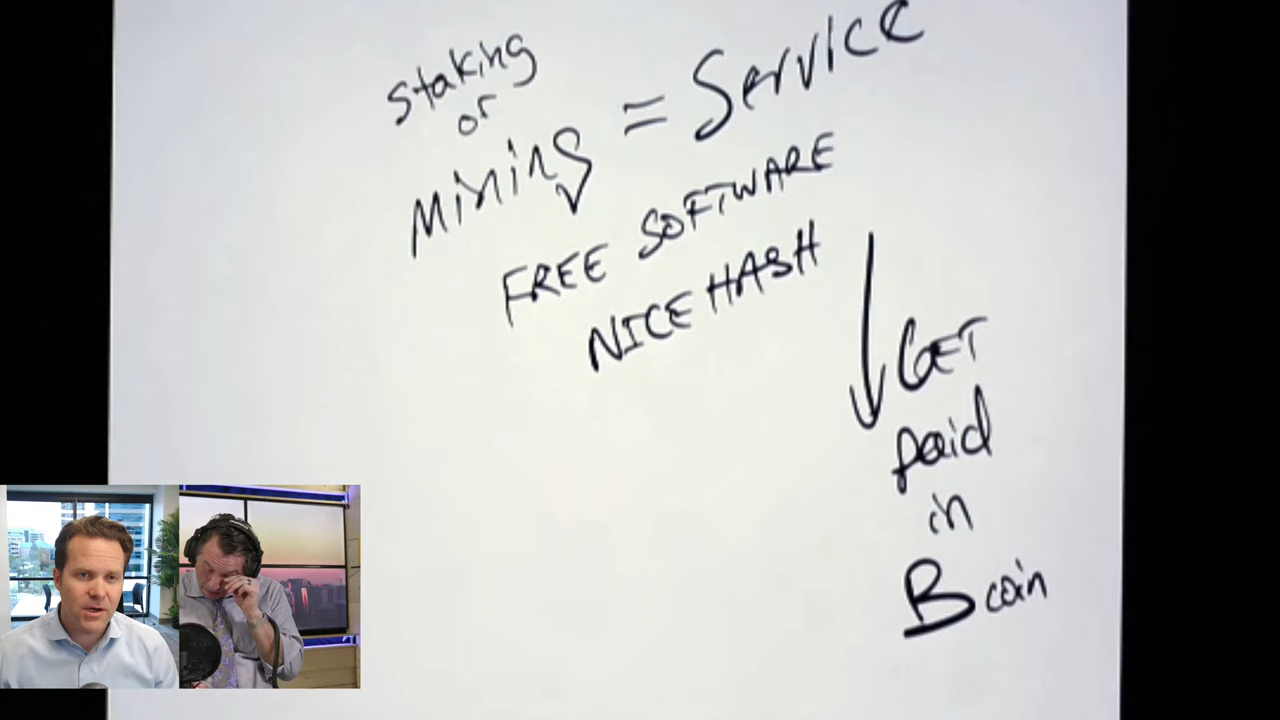 Staking
or
Mining = Service
FREE SOFTWARE
NICE HASH
GET
paid
in
B coin